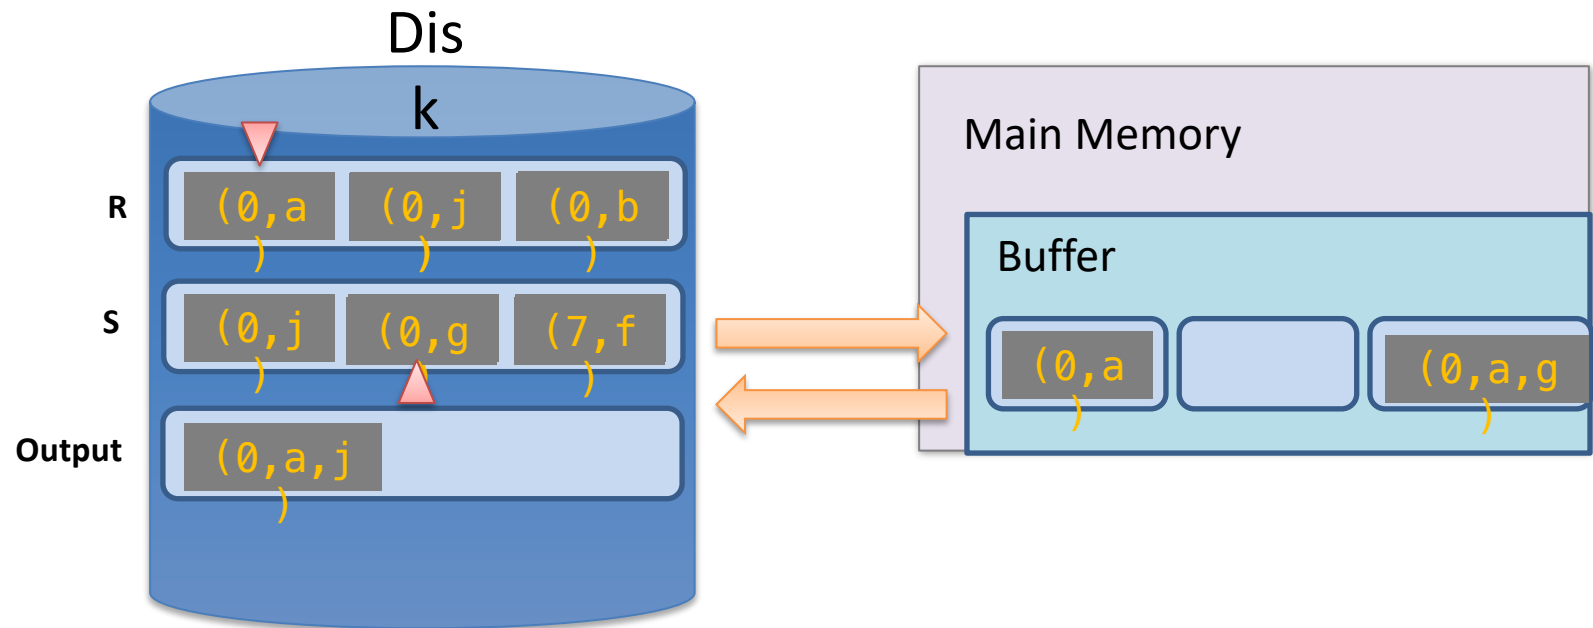 Dis
k
Main Memory
R
(0,a
)
(0,j
)
(0,b
)
Buffer
S
(0,j
)
(0,g
)
(7,f
)
(0,a
)
(0,a,g
)
Output
(0,a,j
)